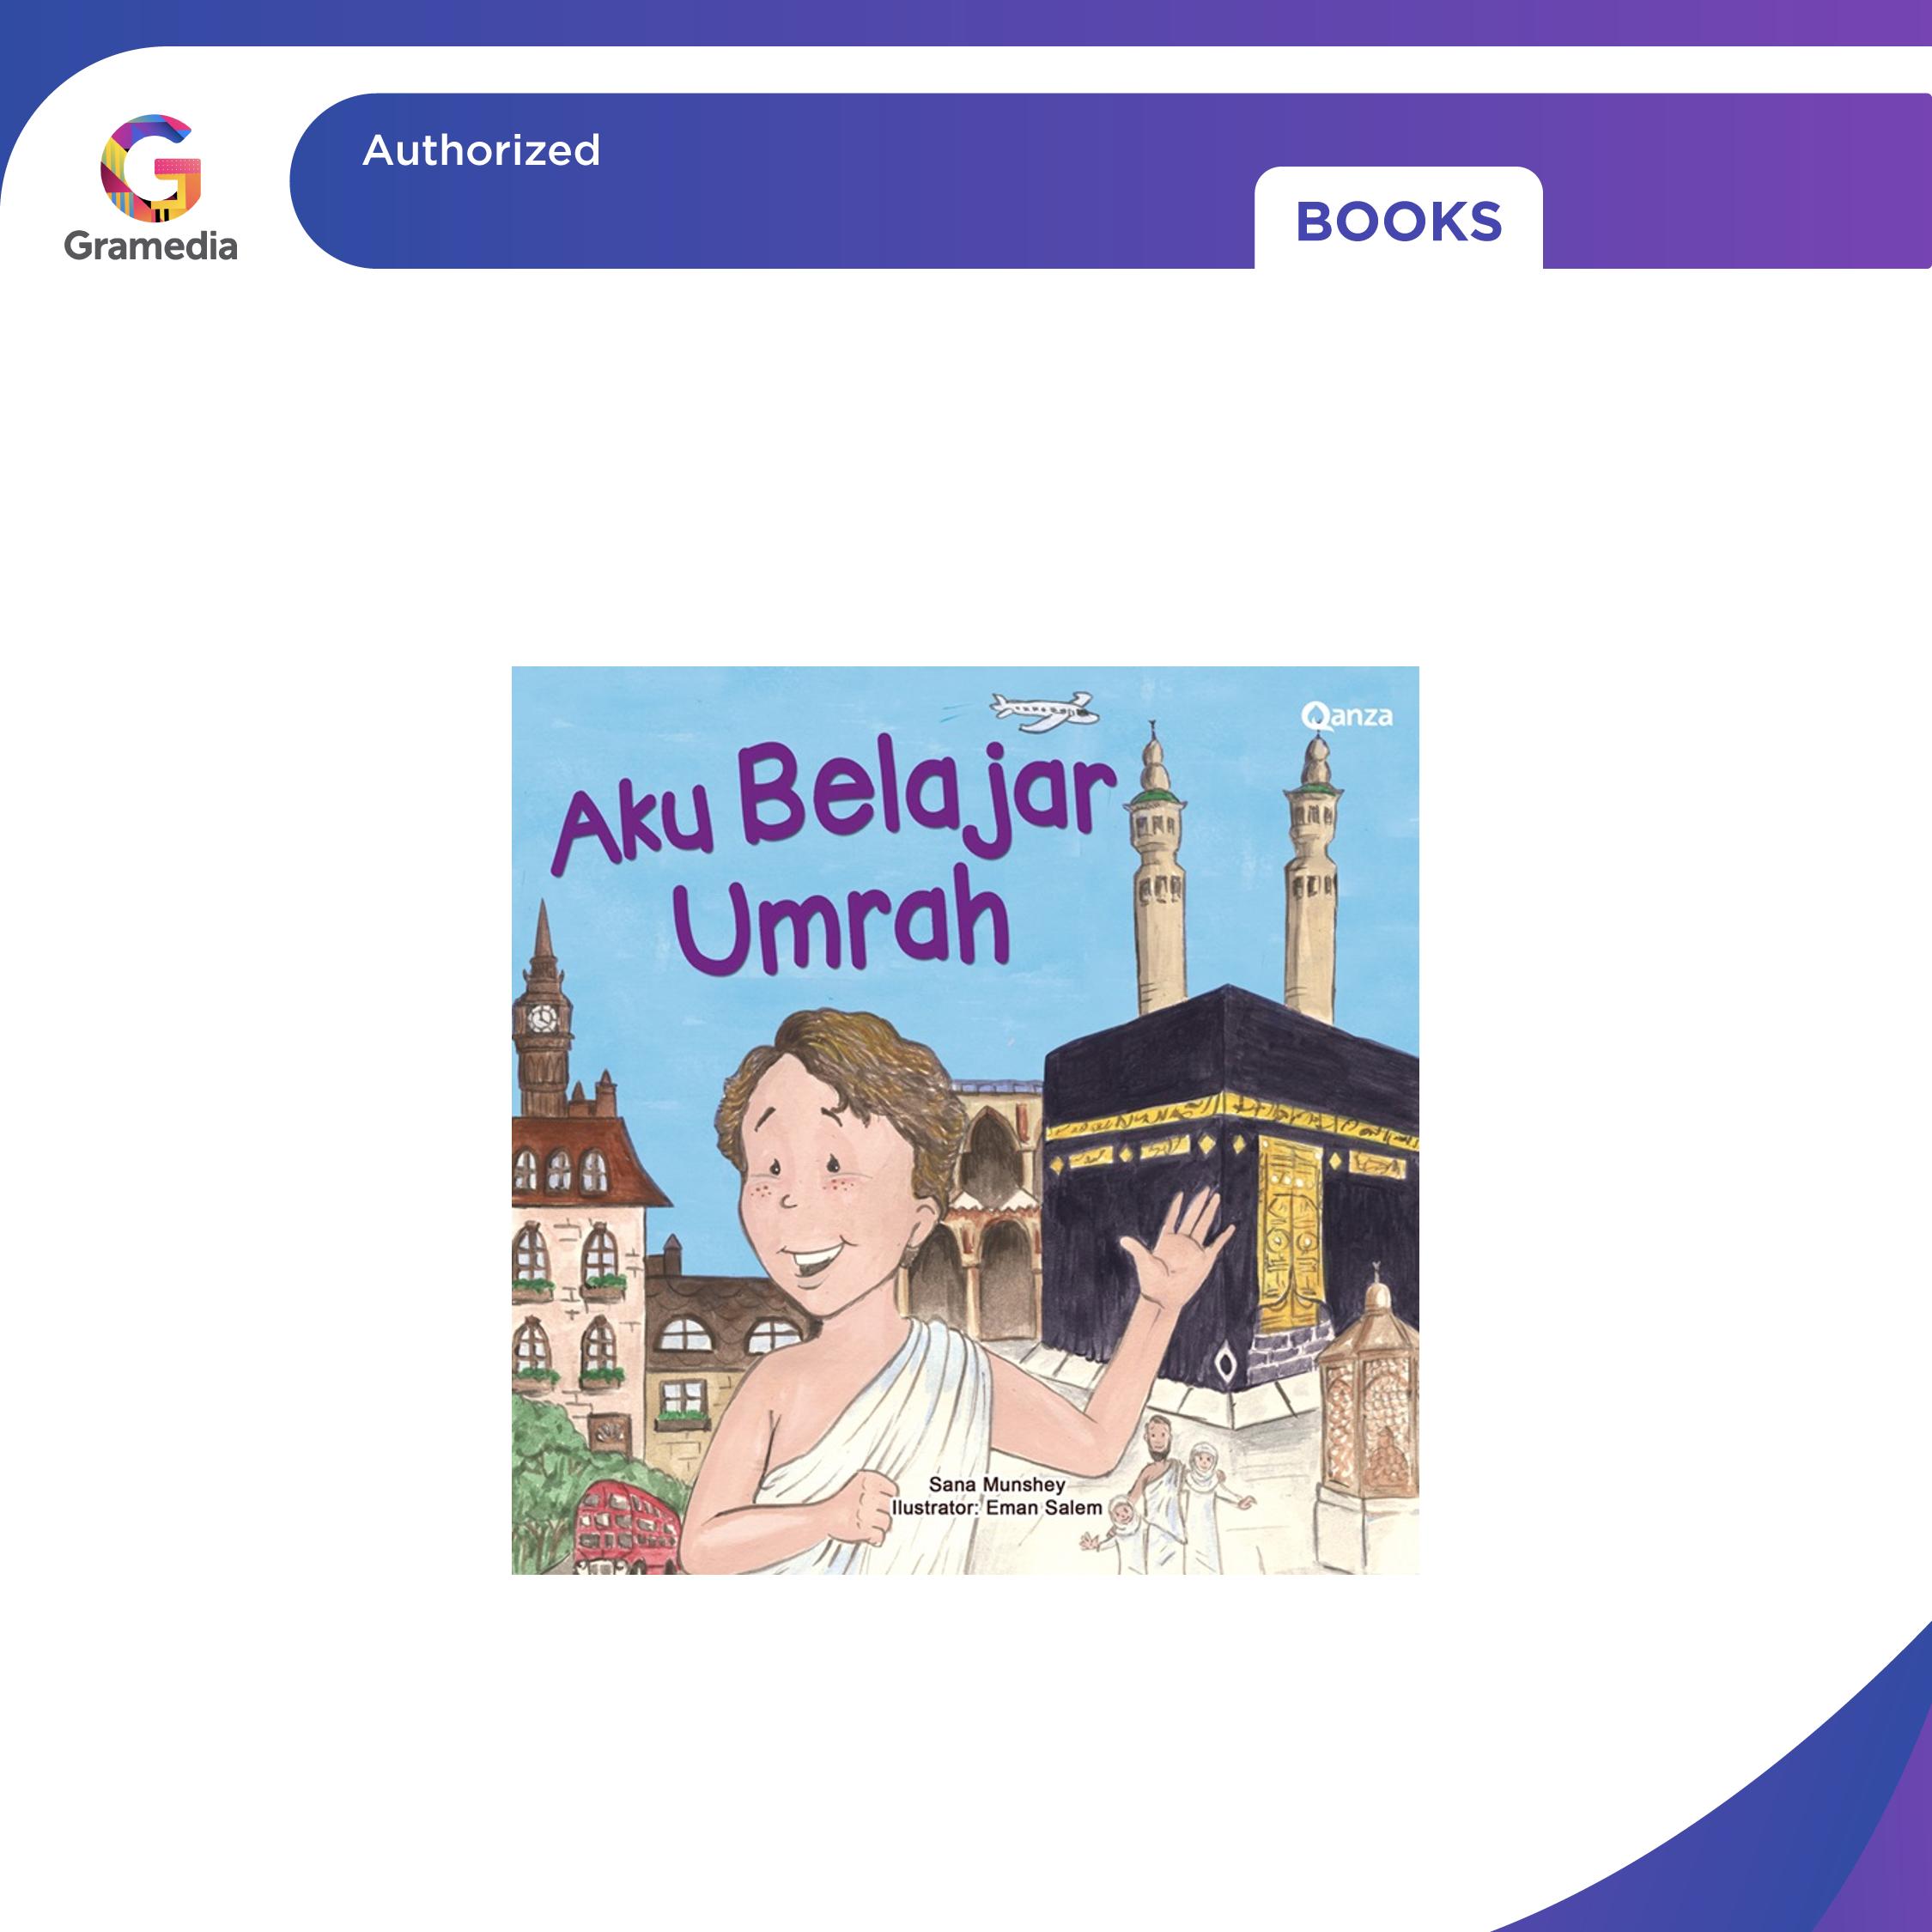 Authorized
BOOKS
Gramedia
Qanza
Aku Belajar
Umrah
Sana Munshey
Ilustrator: Eman Salem